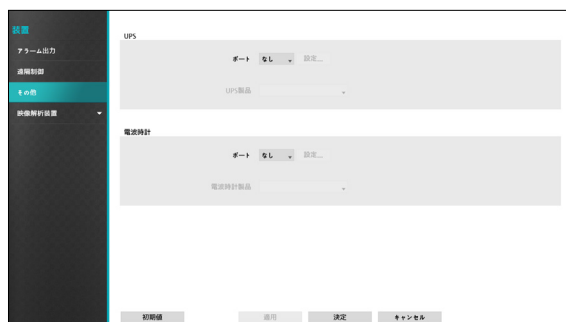 装置
アラーム出力
遠隔制御
その他
映像解析装置
UPS
ポート なし 設定...
UPS製品
電波時計
ポート なし 設定...
電波時計製品
初期値 適用 決定 キャンセル